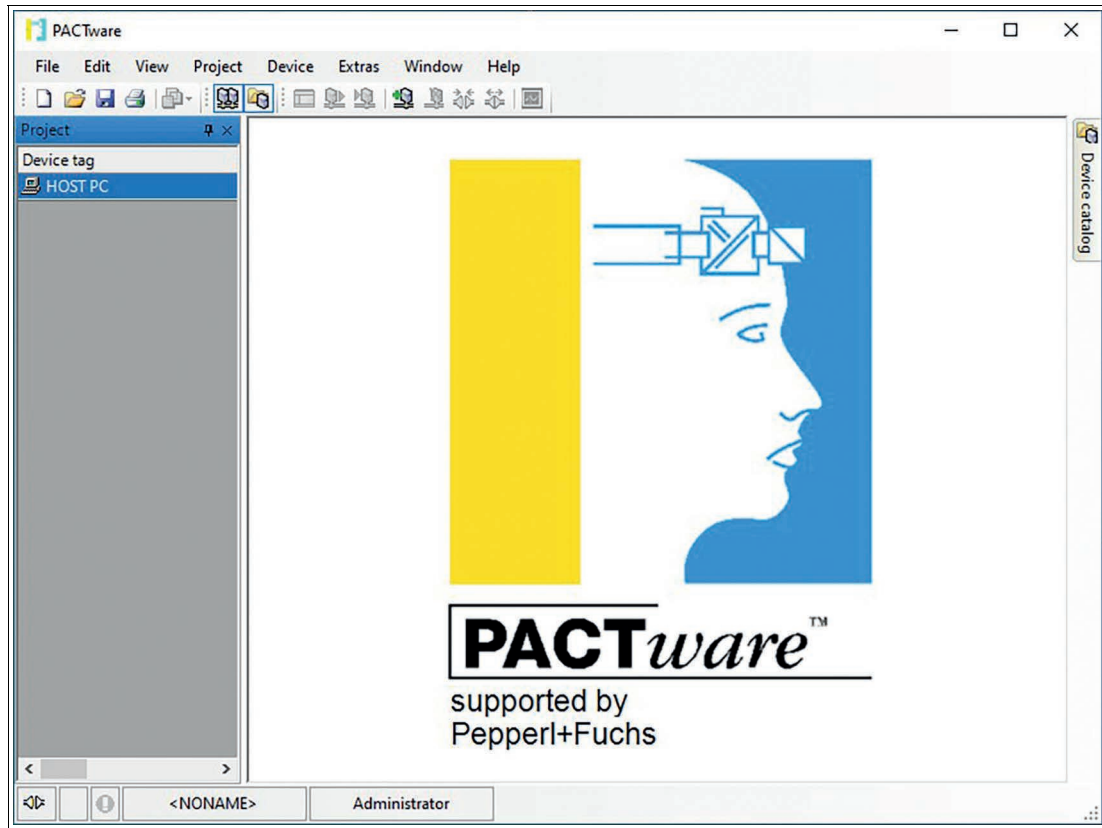 PACTware
File Edit View Project Device Extras Window Help
Project
Device tag
HOST PC
Device catalog
PACTware™
supported by
Pepperl+Fuchs
<NONAME> Administrator